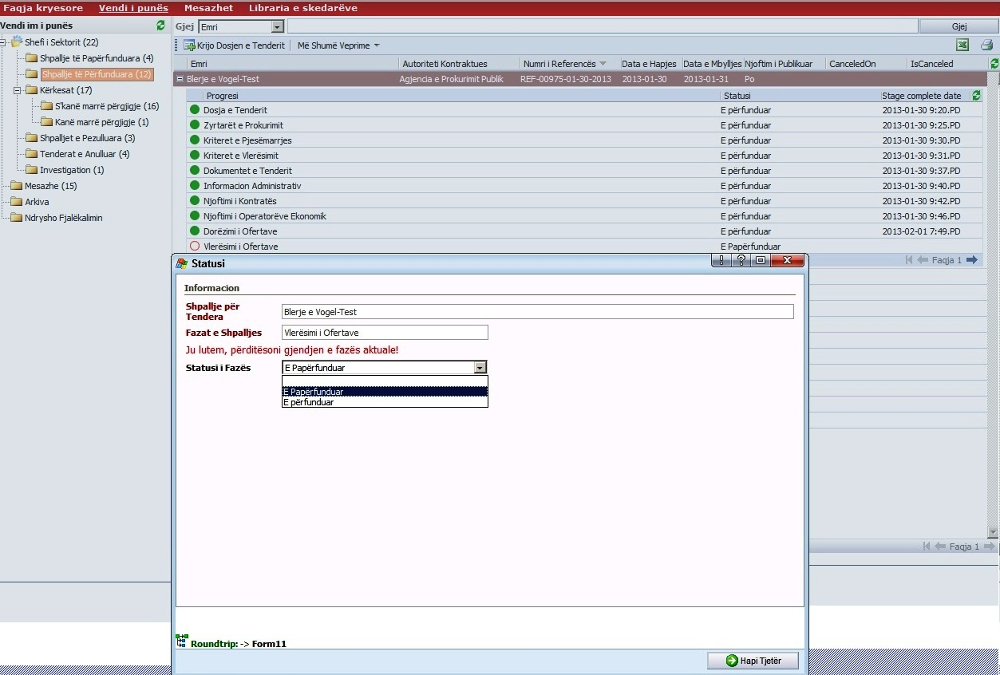 Faqja kryesore Vendi i punës Mesazhet Libraria e skedarëve
Vendi im i punës
Shefi i Sektorit (22)
Shpallje të Papërfunduara (4)
Shpallje të Përfunduara (12)
Kërkesat (17)
S'kanë marrë përgjigje (16)
Kanë marrë përgjigje (1)
Shpalljet e Pezulluara (3)
Tenderat e Anulluar (4)
Investigation (1)
Mesazhe (15)
Arkiva
Ndrysho Fjalëkalimin
Gjej Emri Gjej
Krijo Dosjen e Tenderit Më Shumë Veprime
Emri Autoriteti Kontraktues Numri i Referencës Data e Hapjes Data e Mbylljes Njoftim i Publikuar CanceledOn IsCanceled
Blerje e Vogel-Test Agjencia e Prokurimit Publik REF-00975-01-30-2013 2013-01-30 2013-01-31 Po
Progresi Statusi Stage complete date
Dosja e Tenderit E përfunduar 2013-01-30 9:20.PD
Zyrtarët e Prokurimit E përfunduar 2013-01-30 9:25.PD
Kriteret e Pjesëmarrjes E përfunduar 2013-01-30 9:30.PD
Kriteret e Vlerësimit E përfunduar 2013-01-30 9:31.PD
Dokumentet e Tenderit E përfunduar 2013-01-30 9:37.PD
Informacion Administrativ E përfunduar 2013-01-30 9:40.PD
Njoftimi i Kontratës E përfunduar 2013-01-30 9:42.PD
Njoftimi i Operatorëve Ekonomik E përfunduar 2013-01-30 9:46.PD
Dorëzimi i Ofertave E përfunduar 2013-02-01 7:49.PD
Vlerësimi i Ofertave E Papërfunduar
Faqja 1
Statusi
Informacion
Shpallje për
Tendera
Blerje e Vogel-Test
Fazat e Shpalljes Vlerësimi i Ofertave
Ju lutem, përditësoni gjendjen e fazës aktuale!
Statusi i Fazës E Papërfunduar
E Papërfunduar
E përfunduar
Faqja 1
Roundtrip: -> Form11
Hapi Tjetër